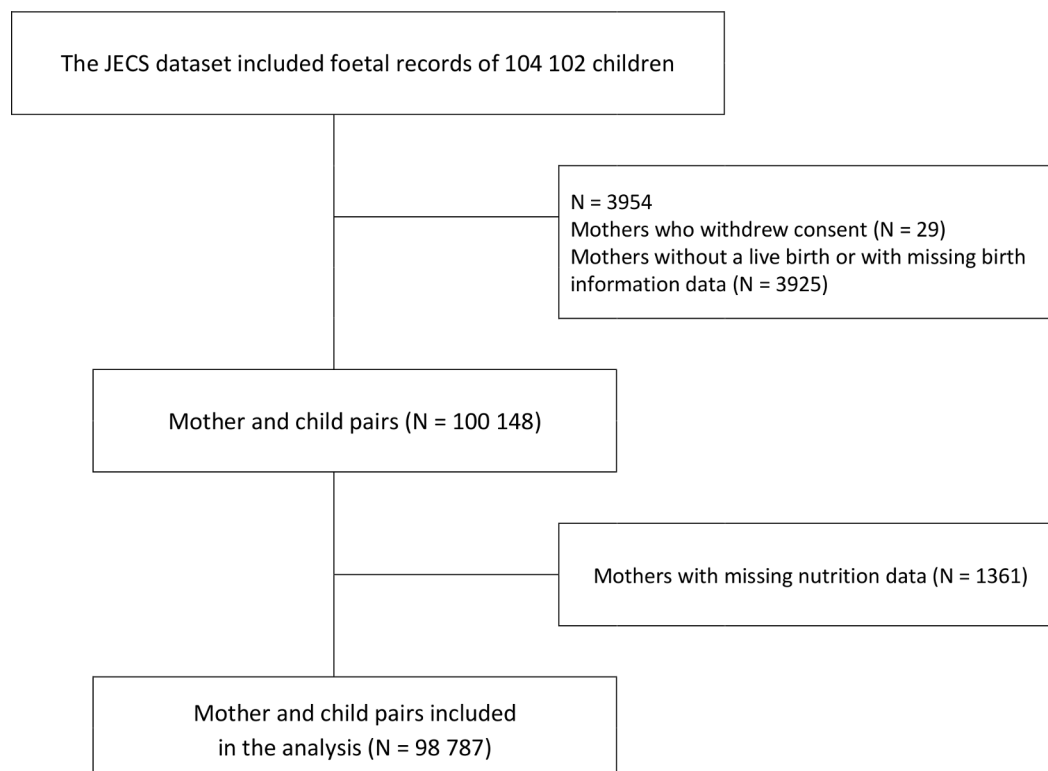 The JECS dataset included foetal records of 104 102 children
N = 3954
Mothers who withdrew consent (N = 29)
Mothers without a live birth or with missing birth
information data (N = 3925)
Mother and child pairs (N = 100 148)
Mothers with missing nutrition data (N = 1361)
Mother and child pairs included
in the analysis (N = 98 787)